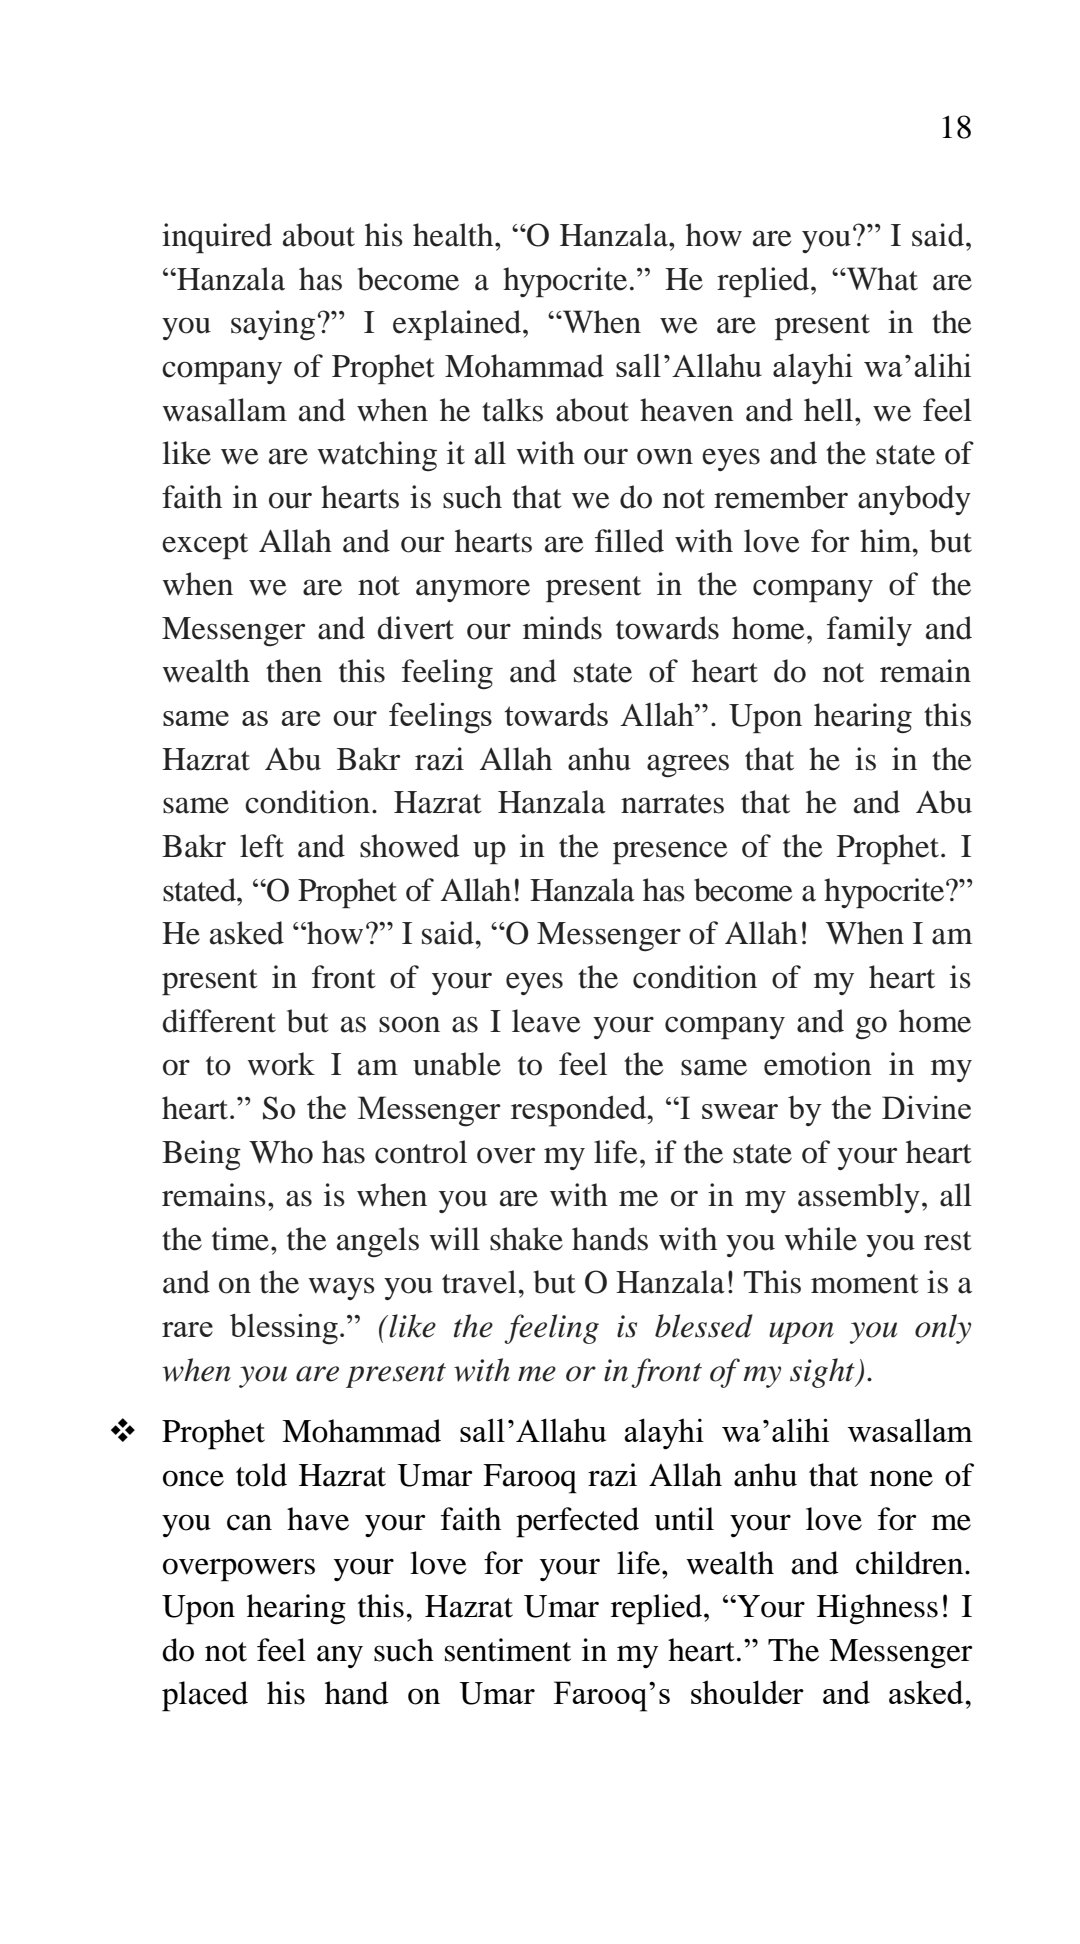 18
inquired about his health, “O Hanzala, how are you?” I said,
“Hanzala has become a hypocrite.” He replied, “What are
you saying?” I explained, “When we are present in the
company of Prophet Mohammad sall’Allahu alayhi wa’alihi
wasallam and when he talks about heaven and hell, we feel
like we are watching it all with our own eyes and the state of
faith in our hearts is such that we do not remember anybody
except Allah and our hearts are filled with love for him, but
when we are not anymore present in the company of the
Messenger and divert our minds towards home, family and
wealth then this feeling and state of heart do not remain
same as are our feelings towards Allah”. Upon hearing this
Hazrat Abu Bakr razi Allah anhu agrees that he is in the
same condition. Hazrat Hanzala narrates that he and Abu
Bakr left and showed up in the presence of the Prophet. I
stated, “O Prophet of Allah! Hanzala has become a hypocrite?”
He asked “how?” I said, “O Messenger of Allah!  When I am
present in front of your eyes the condition of my heart is
different but as soon as I leave your company and go home
or to work I am unable to feel the same emotion in my
heart.” So the Messenger responded, “I swear by the Divine
Being Who has control over my life, if the state of your heart
remains, as is when you are with me or in my assembly, all
the time, the angels will shake hands with you while you rest
and on the ways you travel, but O Hanzala! This moment is a
rare blessing.” (like the feeling is blessed upon you only
when you are present with me or in front of my sight).
❖ Prophet Mohammad sall’Allahu alayhi wa’alihi wasallam
once told Hazrat Umar Farooq razi Allah anhu that none of
you can have your faith perfected until your love for me
overpowers your love for your life, wealth and children.
Upon hearing this, Hazrat Umar replied, “Your Highness! I
do not feel any such sentiment in my heart.” The Messenger
placed his hand on Umar Farooq’s shoulder and asked,